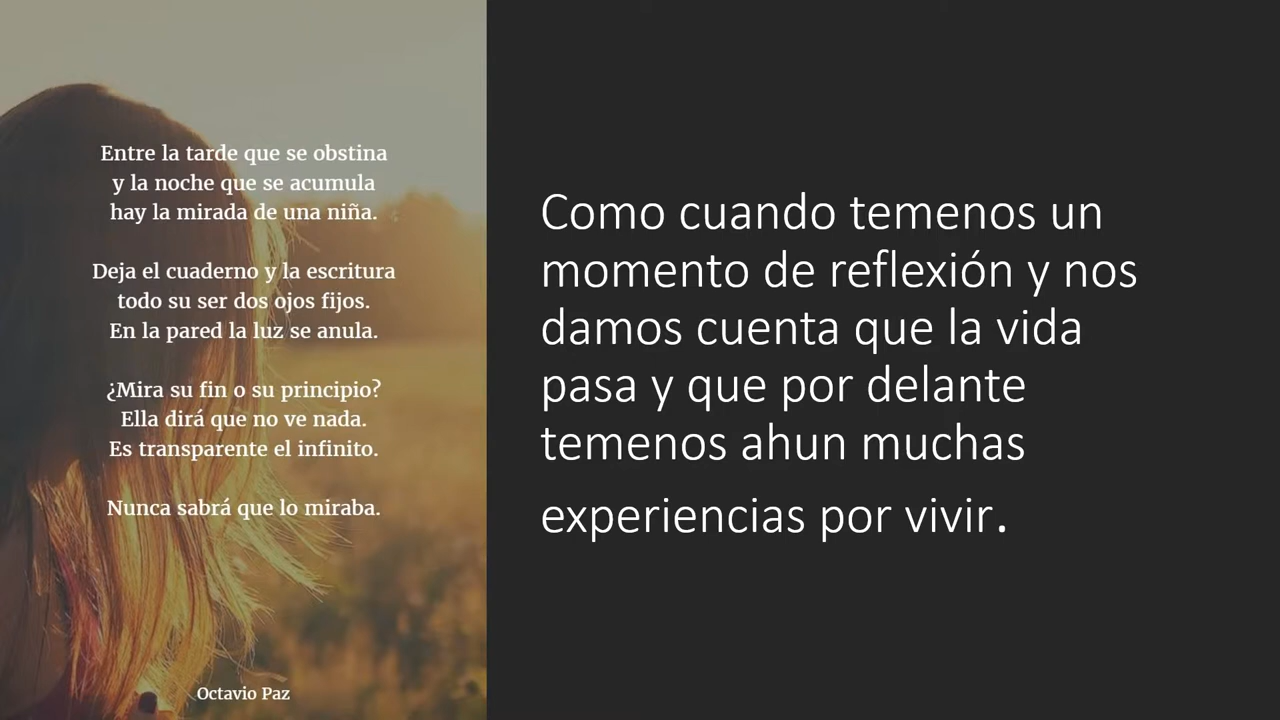 Entre la tarde que se obstina
y la noche que se acumula
hay la mirada de una niña.
Deja el cuaderno y la escritura
todo su ser dos ojos fijos.
En la pared la luz se anula.
¿Mira su fin o su principio?
Ella dirá que no ve nada.
Es transparente el infinito.
Nunca sabrá que lo miraba.
Octavio Paz
Como cuando temenos un
momento de reflexión y nos
damos cuenta que la vida
pasa y que por delante
temenos ahun muchas
experiencias por vivir.